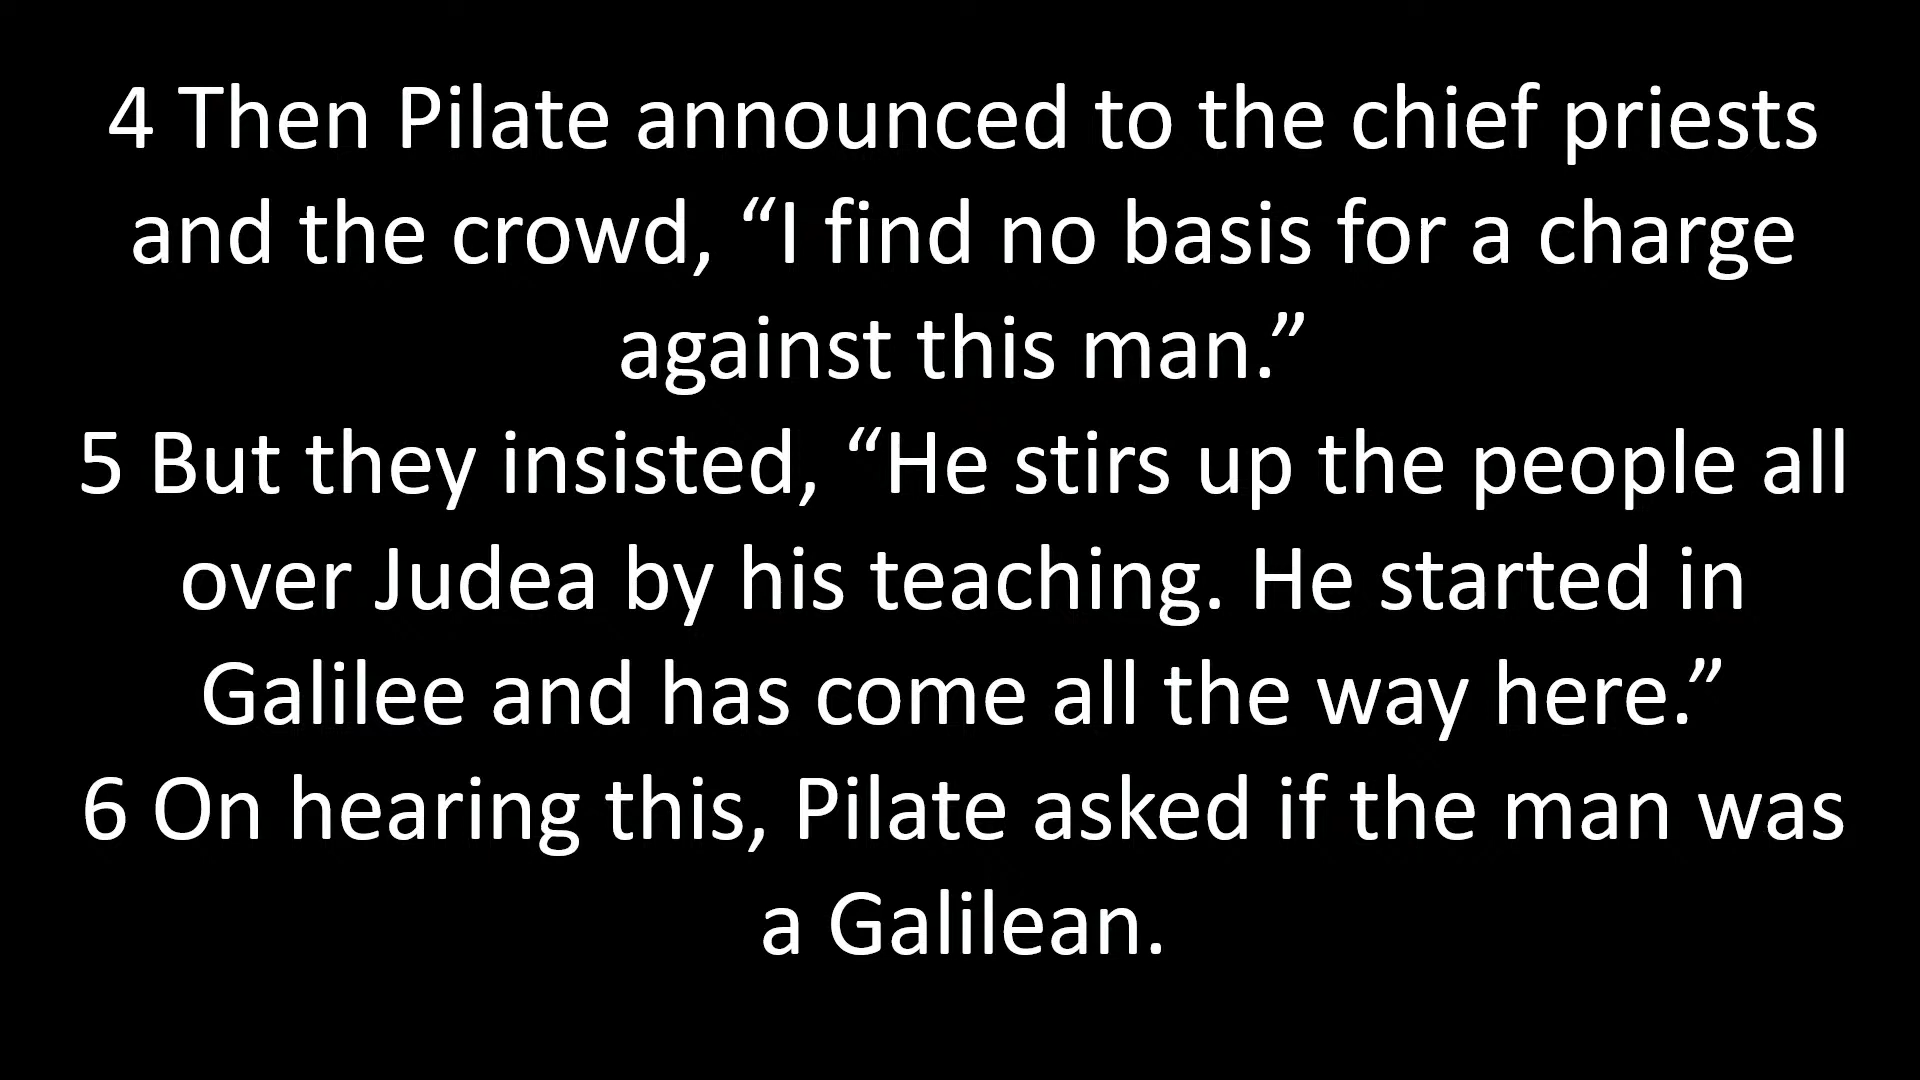 4 Then Pilate announced to the chief priests
and the crowd, “I find no basis for a charge
against this man.”
5 But they insisted, “He stirs up the people all
over Judea by his teaching. He started in
Galilee and has come all the way here.”
6 On hearing this, Pilate asked if the man was
a Galilean.